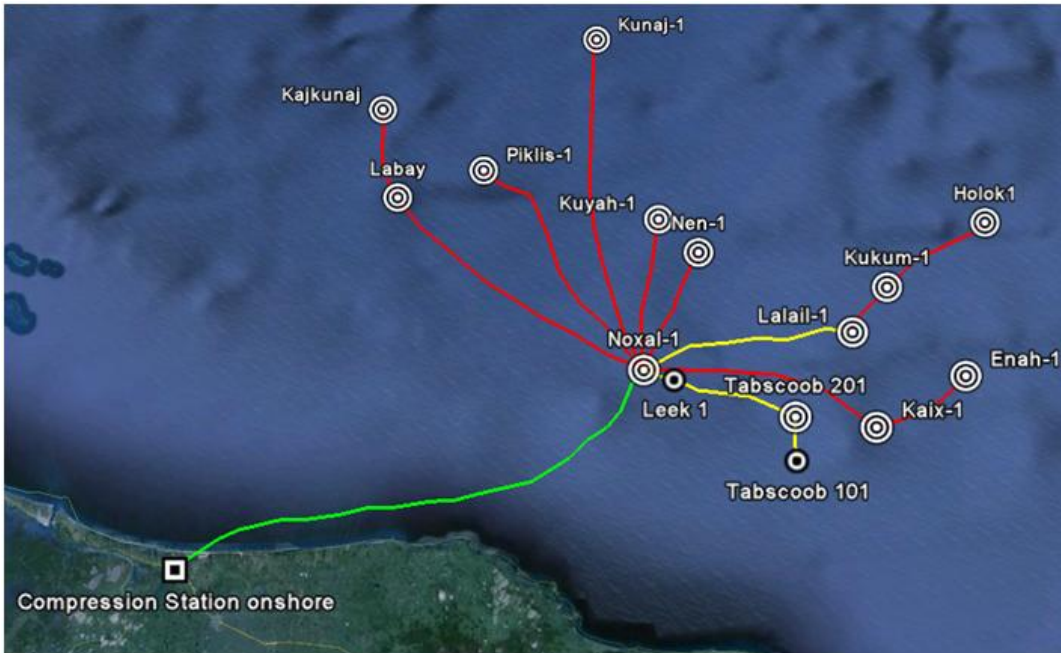 Kunaj-1
Kajkunaj
Piklis-1
Labay
Kuyah-1
Nen-1
Holok1
Kukum-1
Lalail-1
Noxal-1
Enah-1
Tabscoob 201
Leek 1
Kaix-1
Tabscoob 101
Compression Station onshore